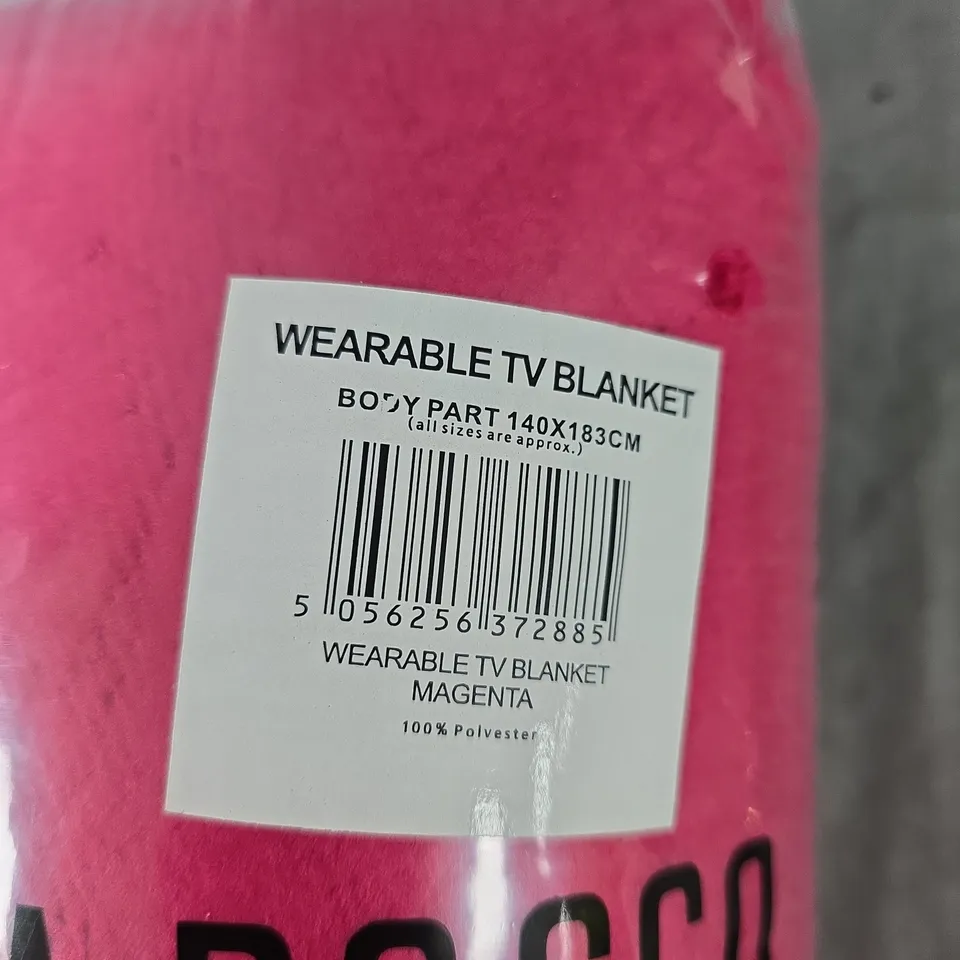 WEARABLE TV BLANKET
BODY PART 140X183CM
(all sizes are approx.)
5 056256 372885
WEARABLE TV BLANKET
MAGENTA
100% Polyester